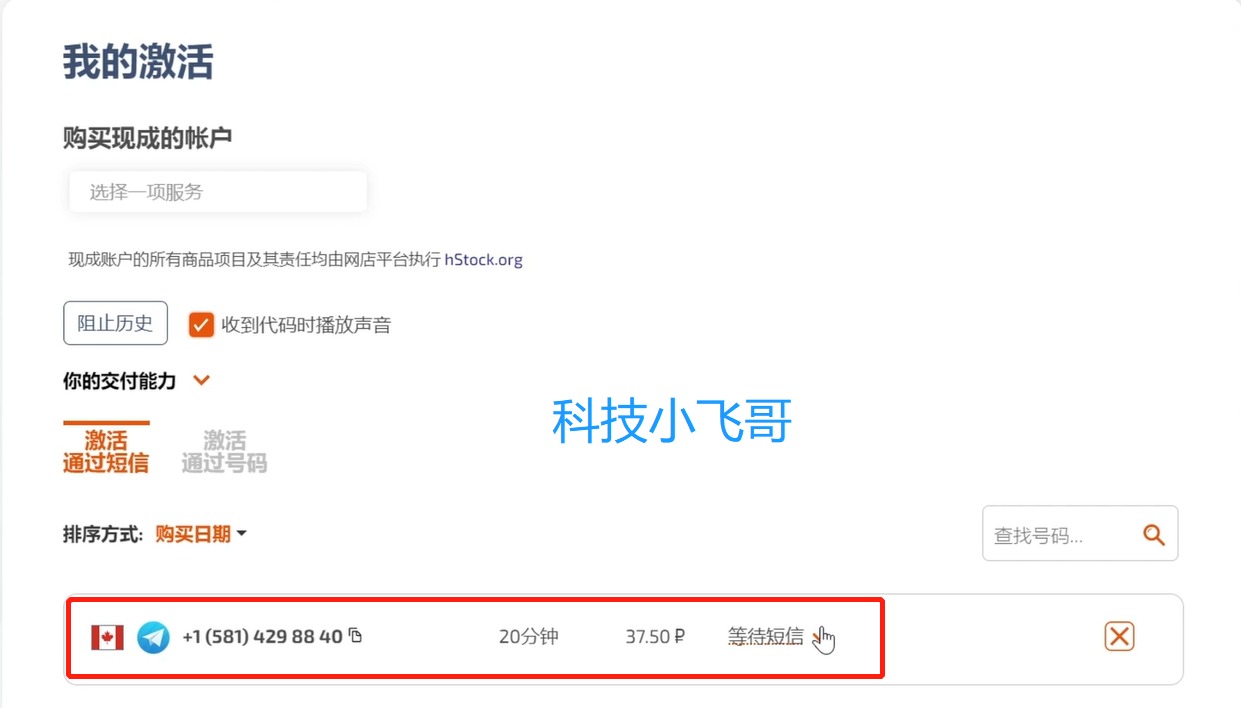 我的激活
购买现成的帐户
选择一项服务
现成账户的所有商品项目及其责任均由网店平台执行 hStock.org
阻止历史 收到代码时播放声音
你的交付能力
科技小飞哥
激活 激活
通过短信 通过号码
排序方式: 购买日期 查找号码...
+1 (581) 429 88 40 20分钟 37.50 ₽ 等待短信